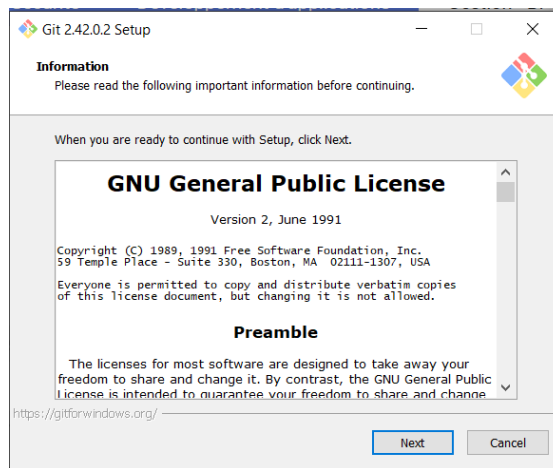 Git 2.42.0.2 Setup
Information
Please read the following important information before continuing.
When you are ready to continue with Setup, click Next.
GNU General Public License
Version 2, June 1991
Copyright (C) 1989, 1991 Free Software Foundation, Inc.
59 Temple Place - Suite 330, Boston, MA  02111-1307, USA
Everyone is permitted to copy and distribute verbatim copies
of this license document, but changing it is not allowed.
Preamble
The licenses for most software are designed to take away your
freedom to share and change it. By contrast, the GNU General Public
License is intended to guarantee your freedom to share and change
https://gitforwindows.org/
Next
Cancel